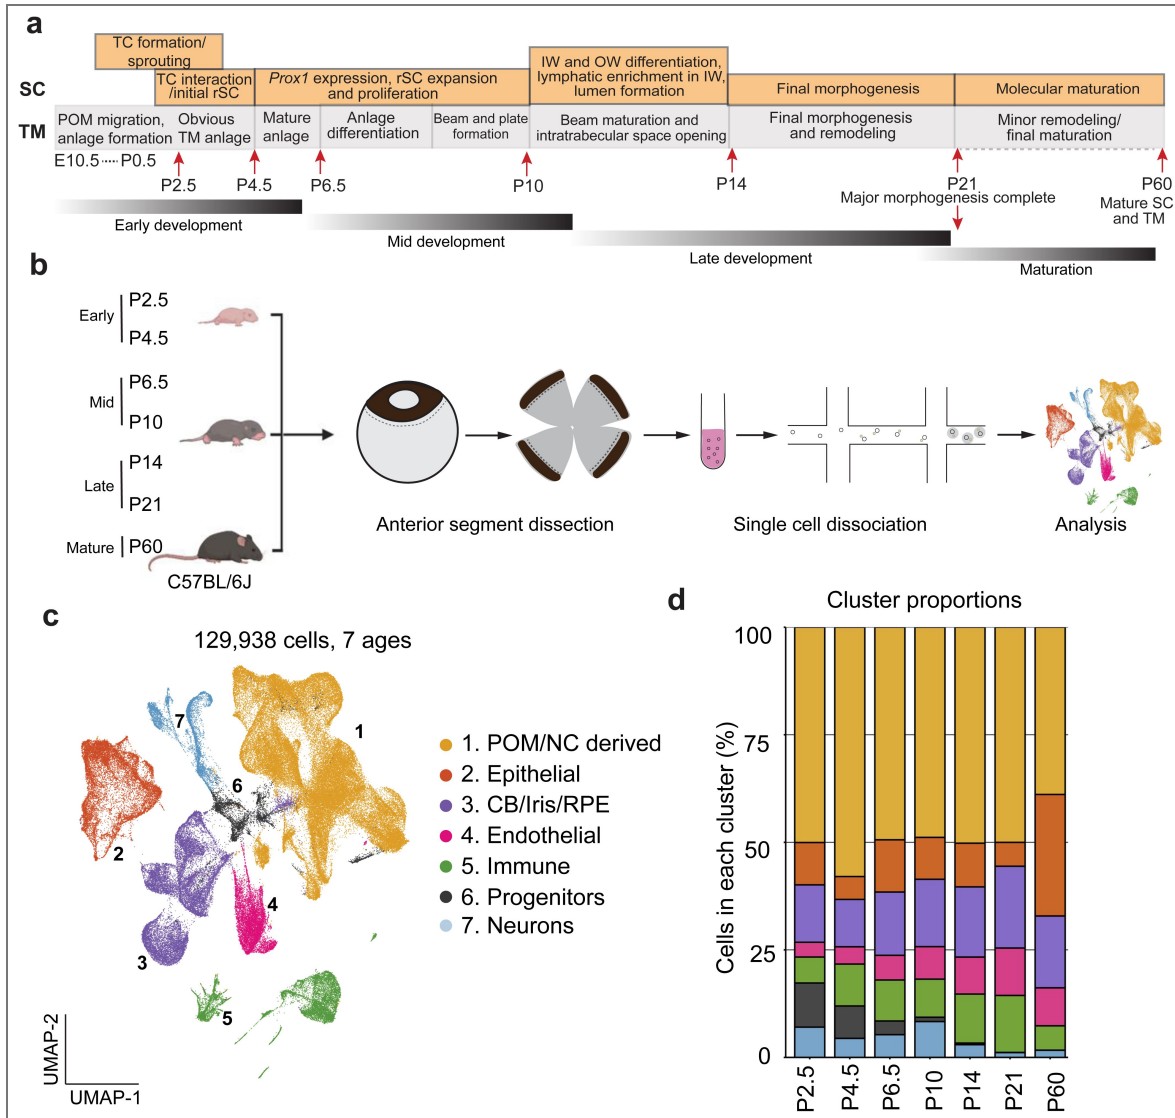 a
TC formation/
sprouting
SC
TC interaction
/initial rSC
Prox1 expression, rSC expansion
and proliferation
IW and OW differentiation,
lymphatic enrichment in IW,
lumen formation
Final morphogenesis
Molecular maturation
TM
POM migration,
anlage formation
Obvious
TM anlage
Mature
anlage
Anlage
differentiation
Beam and plate
formation
Beam maturation and
intratrabecular space opening
Final morphogenesis
and remodeling
Minor remodeling/
final maturation
E10.5 ····· P0.5
P2.5
P4.5
P6.5
P10
P14
P21
P60
Major morphogenesis complete
Mature SC
and TM
Early development
Mid development
Late development
Maturation
b
Early
P2.5
P4.5
Mid
P6.5
P10
Late
P14
P21
Mature
P60
C57BL/6J
Anterior segment dissection
Single cell dissociation
Analysis
c
129,938 cells, 7 ages
1
2
3
4
5
6
7
1. POM/NC derived
2. Epithelial
3. CB/Iris/RPE
4. Endothelial
5. Immune
6. Progenitors
7. Neurons
UMAP-2
UMAP-1
d
Cluster proportions
Cells in each cluster (%)
100
75
50
25
0
P2.5
P4.5
P6.5
P10
P14
P21
P60